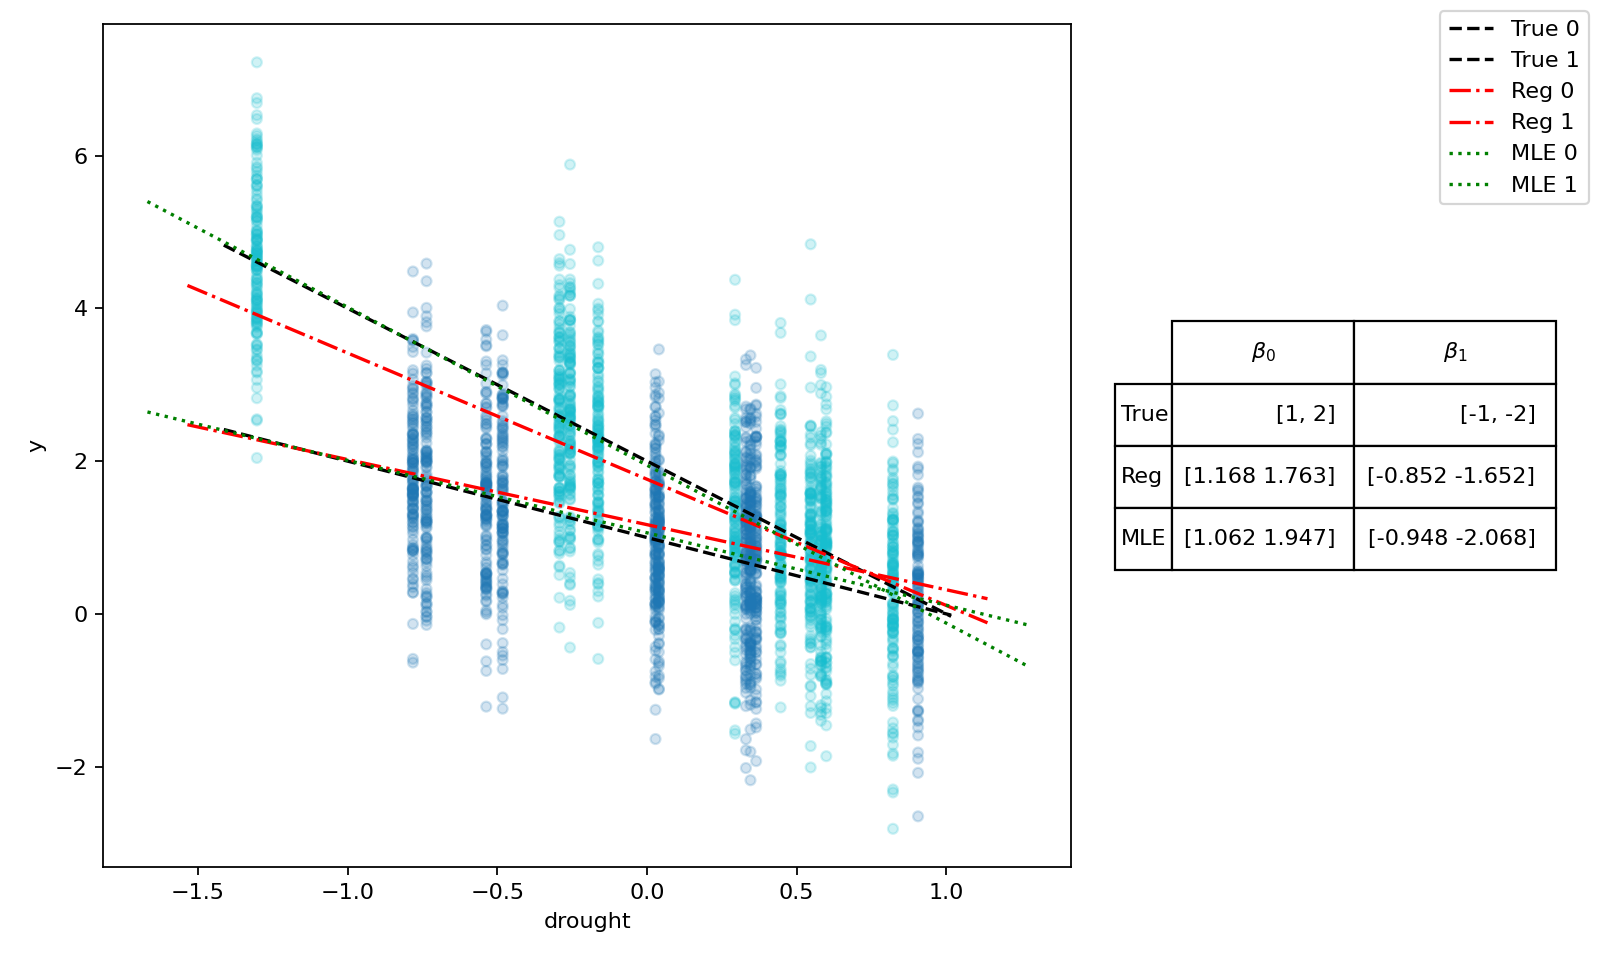 True 0
True 1
Reg 0
Reg 1
MLE 0
MLE 1
6
4
2
0
−2
y
−1.5 −1.0 −0.5 0.0 0.5 1.0
drought
β₀ β₁
True [1, 2] [-1, -2]
Reg [1.168 1.763] [-0.852 -1.652]
MLE [1.062 1.947] [-0.948 -2.068]